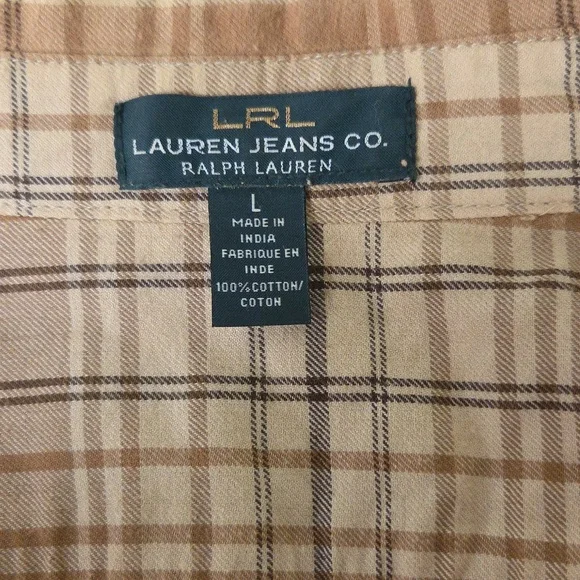 LRL
LAUREN JEANS CO.
RALPH LAUREN
L
MADE IN
INDIA
FABRIQUE EN
INDE
100%COTTON/
COTON